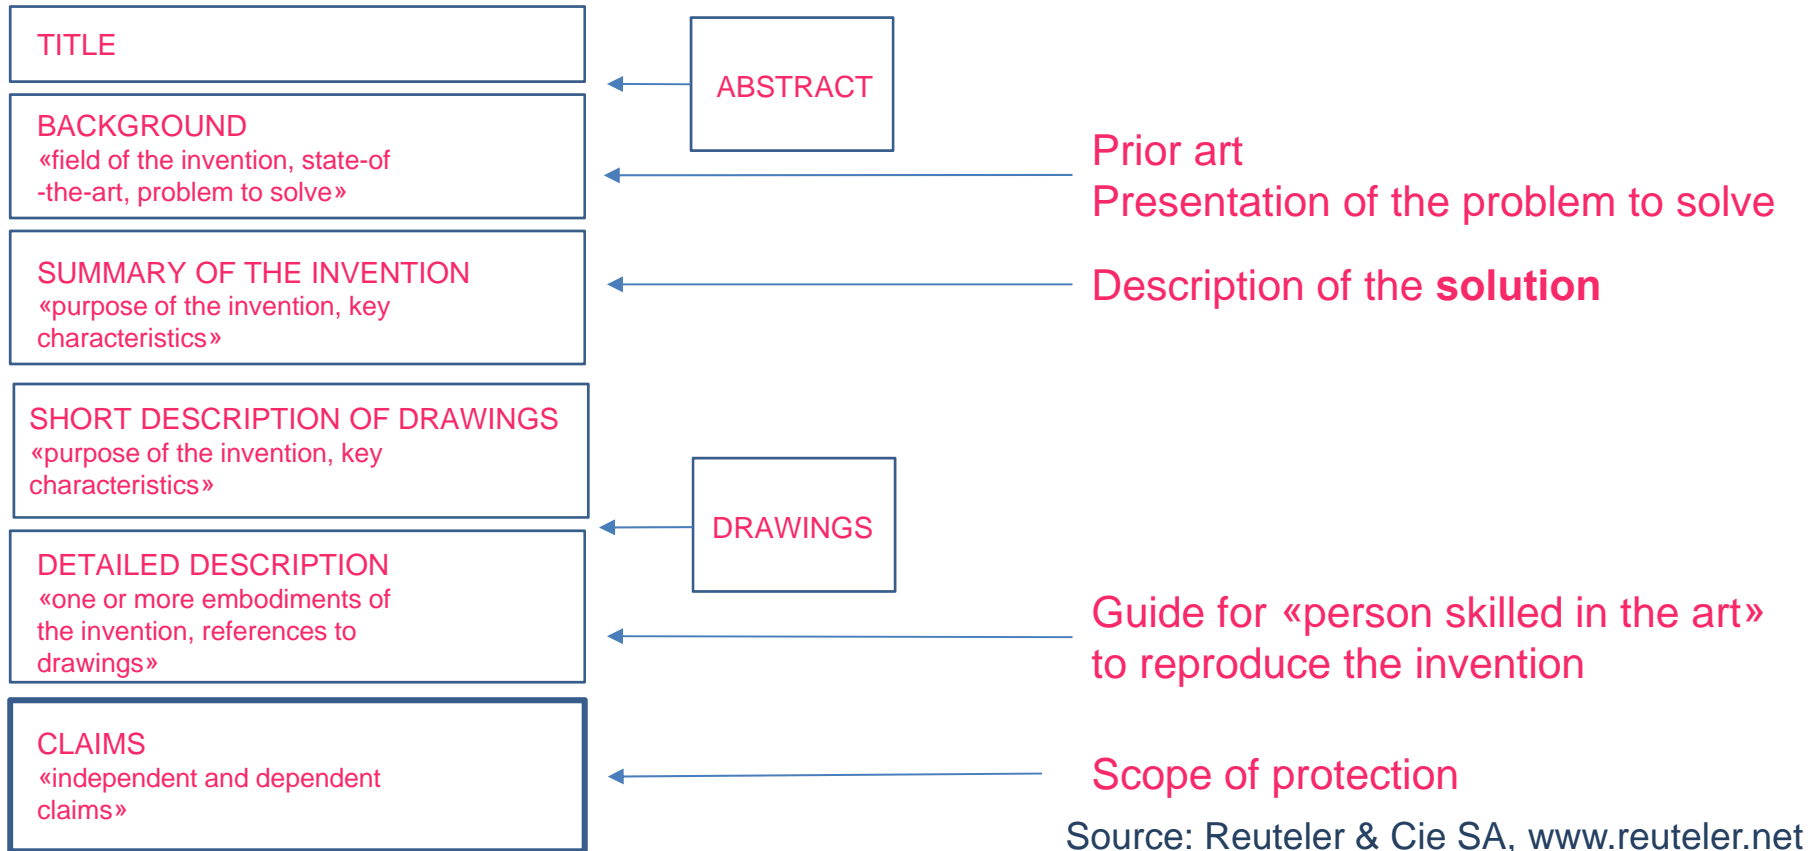 TITLE
ABSTRACT
BACKGROUND
«field of the invention, state-of
-the-art, problem to solve»
Prior art
Presentation of the problem to solve
SUMMARY OF THE INVENTION
«purpose of the invention, key
characteristics»
Description of the solution
SHORT DESCRIPTION OF DRAWINGS
«purpose of the invention, key
characteristics»
DRAWINGS
DETAILED DESCRIPTION
«one or more embodiments of
the invention, references to
drawings»
Guide for «person skilled in the art»
to reproduce the invention
CLAIMS
«independent and dependent
claims»
Scope of protection
Source: Reuteler & Cie SA, www.reuteler.net